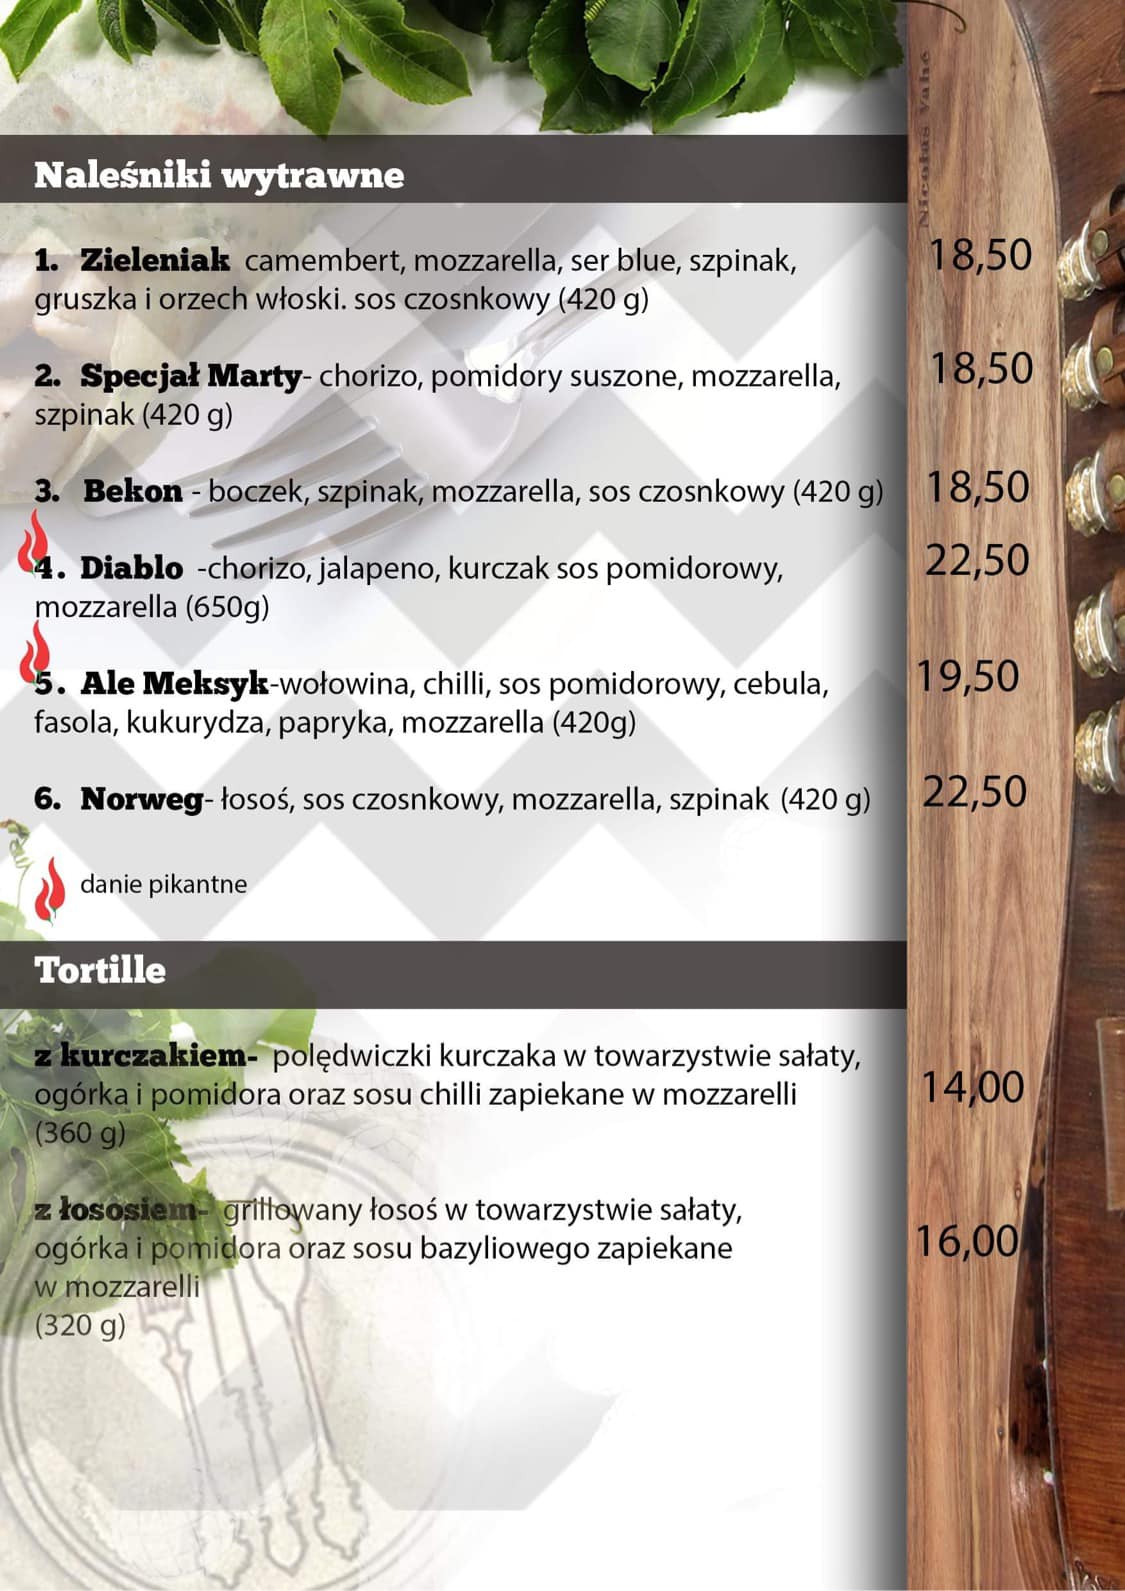 Nicolas Vahé
Naleśniki wytrawne
1. Zieleniak camembert, mozzarella, ser blue, szpinak,
gruszka i orzech włoski. sos czosnkowy (420 g)
18,50
2. Specjał Marty- chorizo, pomidory suszone, mozzarella,
szpinak (420 g)
18,50
3. Bekon - boczek, szpinak, mozzarella, sos czosnkowy (420 g)
18,50
4. Diablo -chorizo, jalapeno, kurczak sos pomidorowy,
mozzarella (650g)
22,50
5. Ale Meksyk-wołowina, chilli, sos pomidorowy, cebula,
fasola, kukurydza, papryka, mozzarella (420g)
19,50
6. Norweg- łosoś, sos czosnkowy, mozzarella, szpinak (420 g)
22,50
danie pikantne
Tortille
z kurczakiem- polędwiczki kurczaka w towarzystwie sałaty,
ogórka i pomidora oraz sosu chilli zapiekane w mozzarelli
(360 g)
14,00
z łososiem- grillowany łosoś w towarzystwie sałaty,
ogórka i pomidora oraz sosu bazyliowego zapiekane
w mozzarelli
(320 g)
16,00